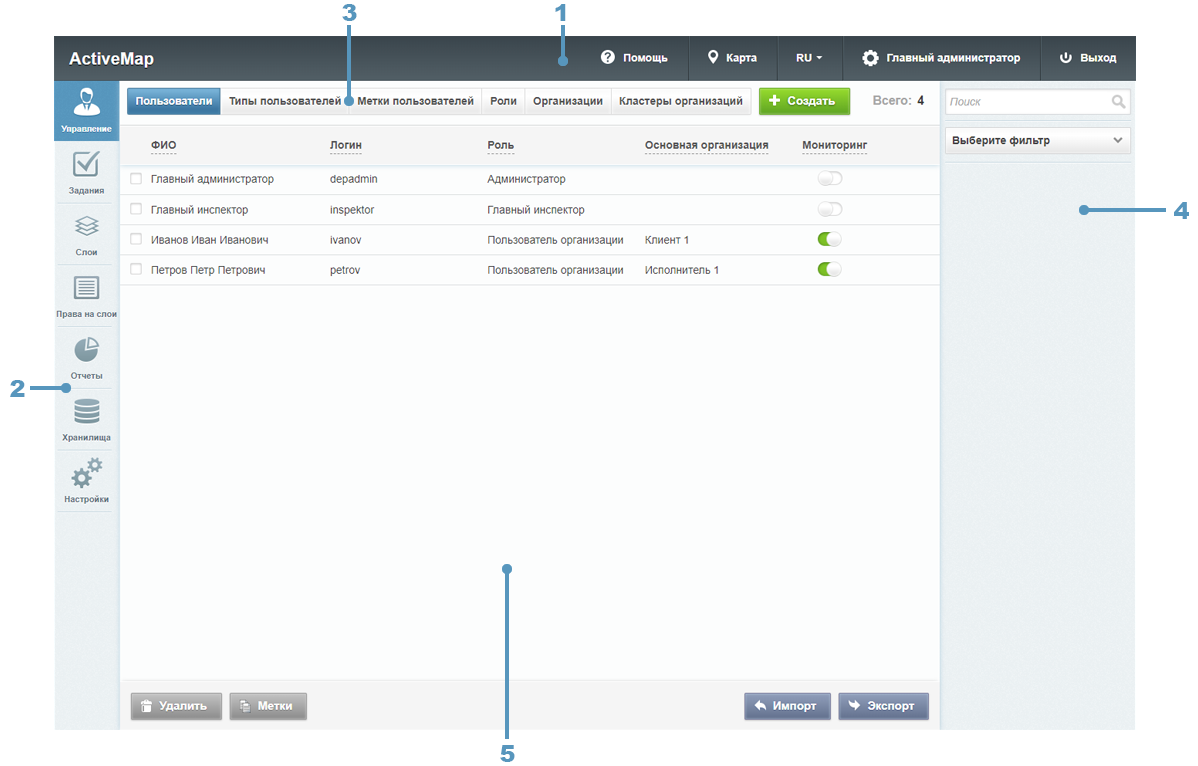 3 1
ActiveMap Помощь Карта RU Главный администратор Выход
Пользователи Типы пользователей Метки пользователей Роли Организации Кластеры организаций + Создать Всего: 4 Поиск
Управление
Выберите фильтр
ФИО Логин Роль Основная организация Мониторинг
Главный администратор depadmin Администратор
Главный инспектор inspektor Главный инспектор
Иванов Иван Иванович ivanov Пользователь организации Клиент 1
Петров Петр Петрович petrov Пользователь организации Исполнитель 1
Задания
Слои
Права на слои
Отчеты
Хранилища
Настройки
4
2
Удалить Метки Импорт Экспорт
5